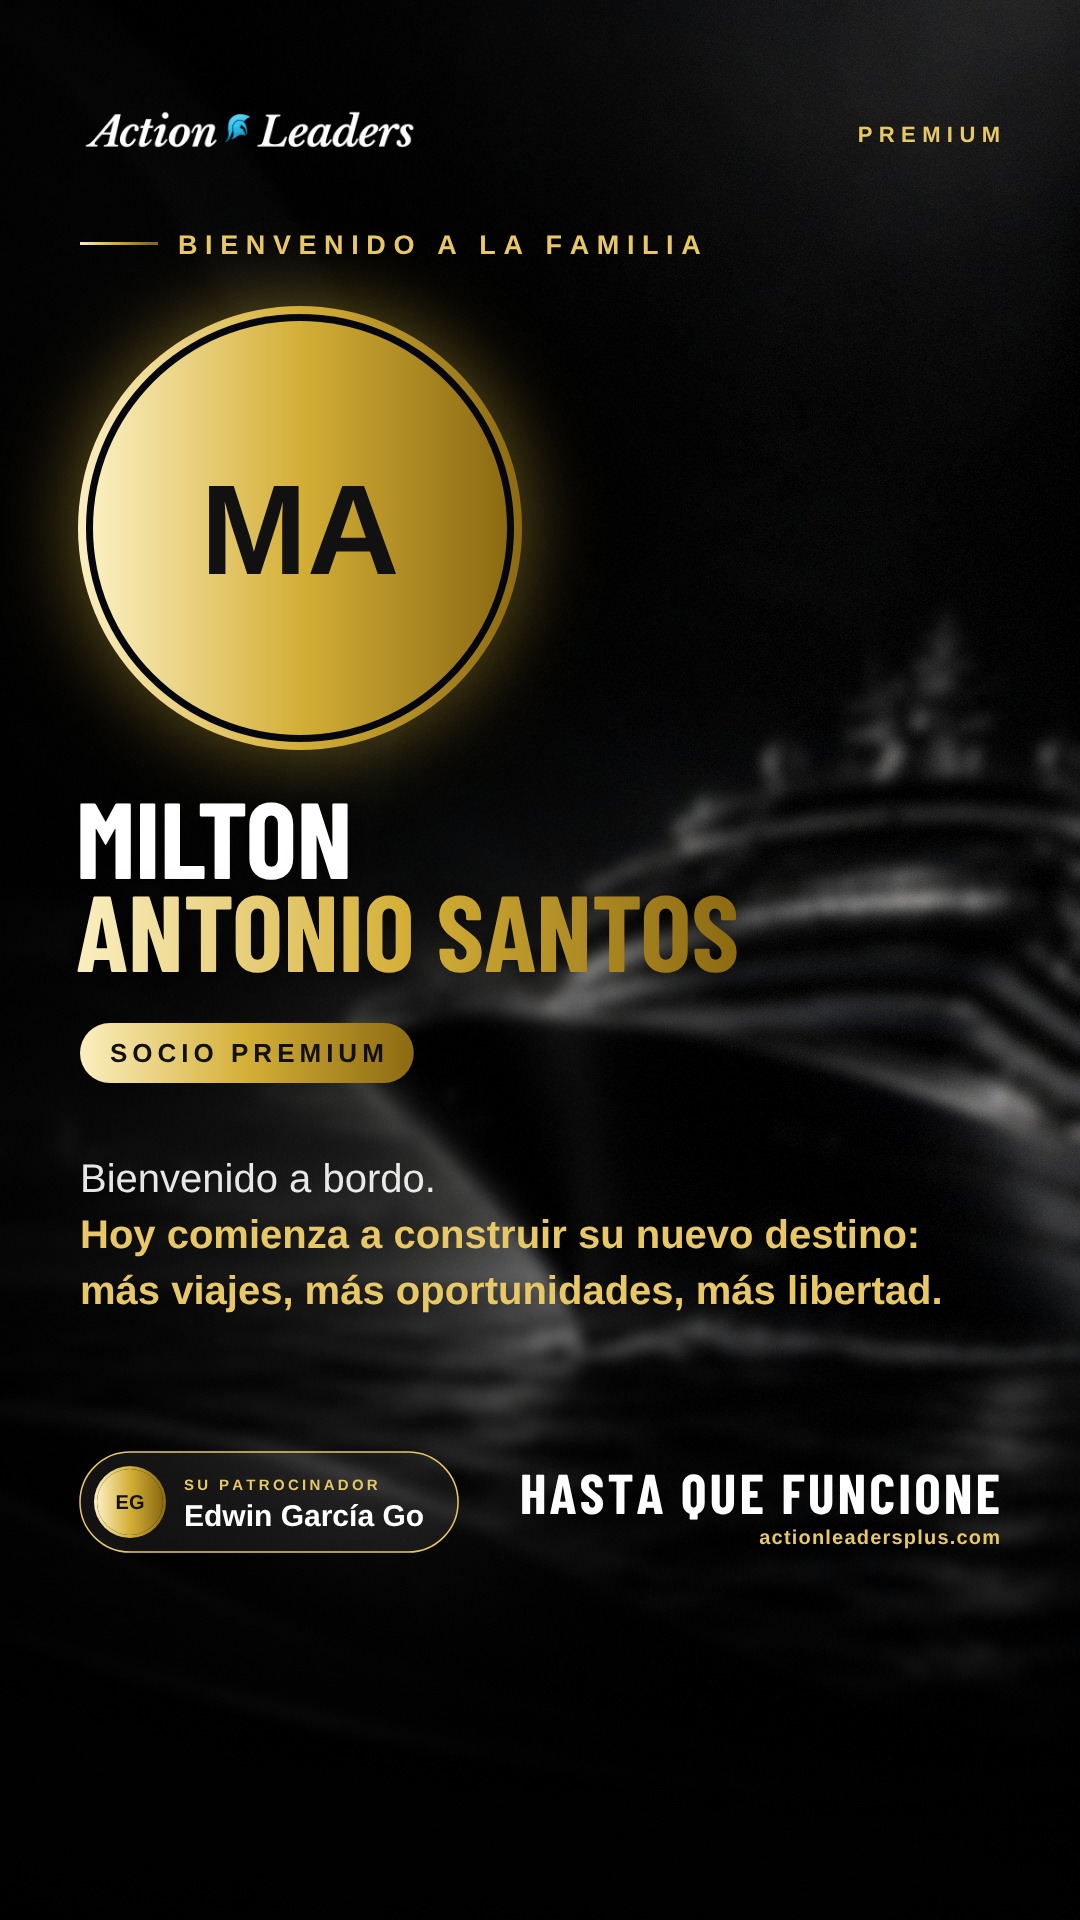 Action Leaders
PREMIUM
BIENVENIDO A LA FAMILIA
MA
MILTON
ANTONIO SANTOS
SOCIO PREMIUM
Bienvenido a bordo.
Hoy comienza a construir su nuevo destino:
más viajes, más oportunidades, más libertad.
EG
SU PATROCINADOR
Edwin García Go
HASTA QUE FUNCIONE
actionleadersplus.com